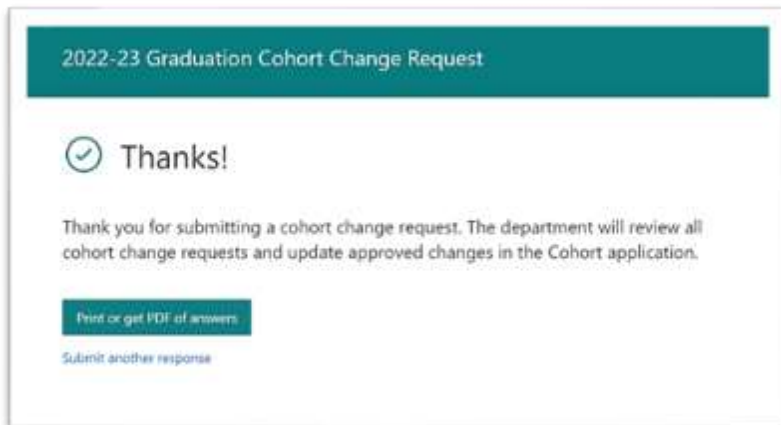 2022-23 Graduation Cohort Change Request
Thanks!
Thank you for submitting a cohort change request. The department will review all
cohort change requests and update approved changes in the Cohort application.
Print or get PDF of answers
Submit another response